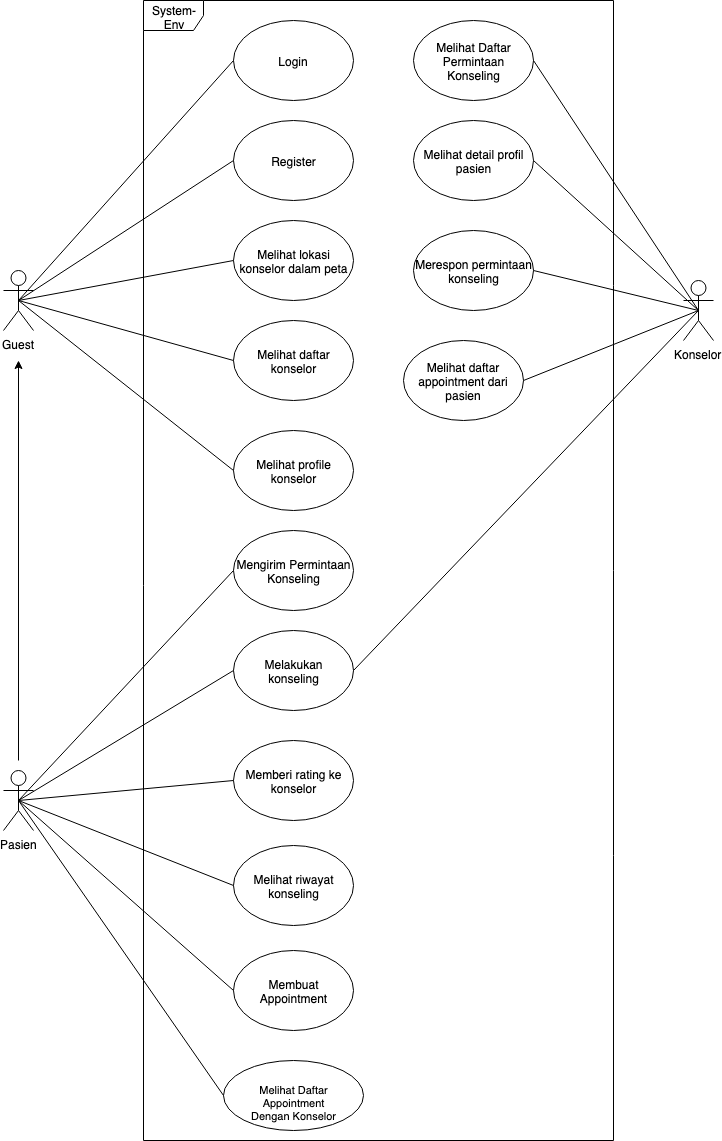 System-
Env
Login
Melihat Daftar
Permintaan
Konseling
Register
Melihat detail profil
pasien
Melihat lokasi
konselor dalam peta
Merespon permintaan
konseling
Guest
Konselor
Melihat daftar
konselor
Melihat daftar
appointment dari
pasien
Melihat profile
konselor
Mengirim Permintaan
Konseling
Melakukan
konseling
Memberi rating ke
konselor
Pasien
Melihat riwayat
konseling
Membuat
Appointment
Melihat Daftar
Appointment
Dengan Konselor